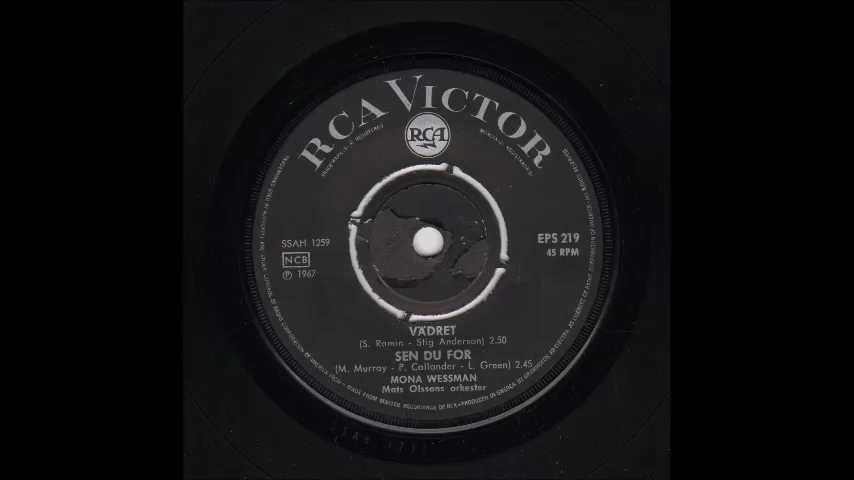 RCA VICTOR
RCA
SSAH 1259
NCB
Ⓟ 1967
EPS 219
45 RPM
VÄDRET
(S. Ramin - Stig Anderson) 2.50
SEN DU FOR
(M. Murray - P. Callander - L. Green) 2.45
MONA WESSMAN
Mats Olssons orkester